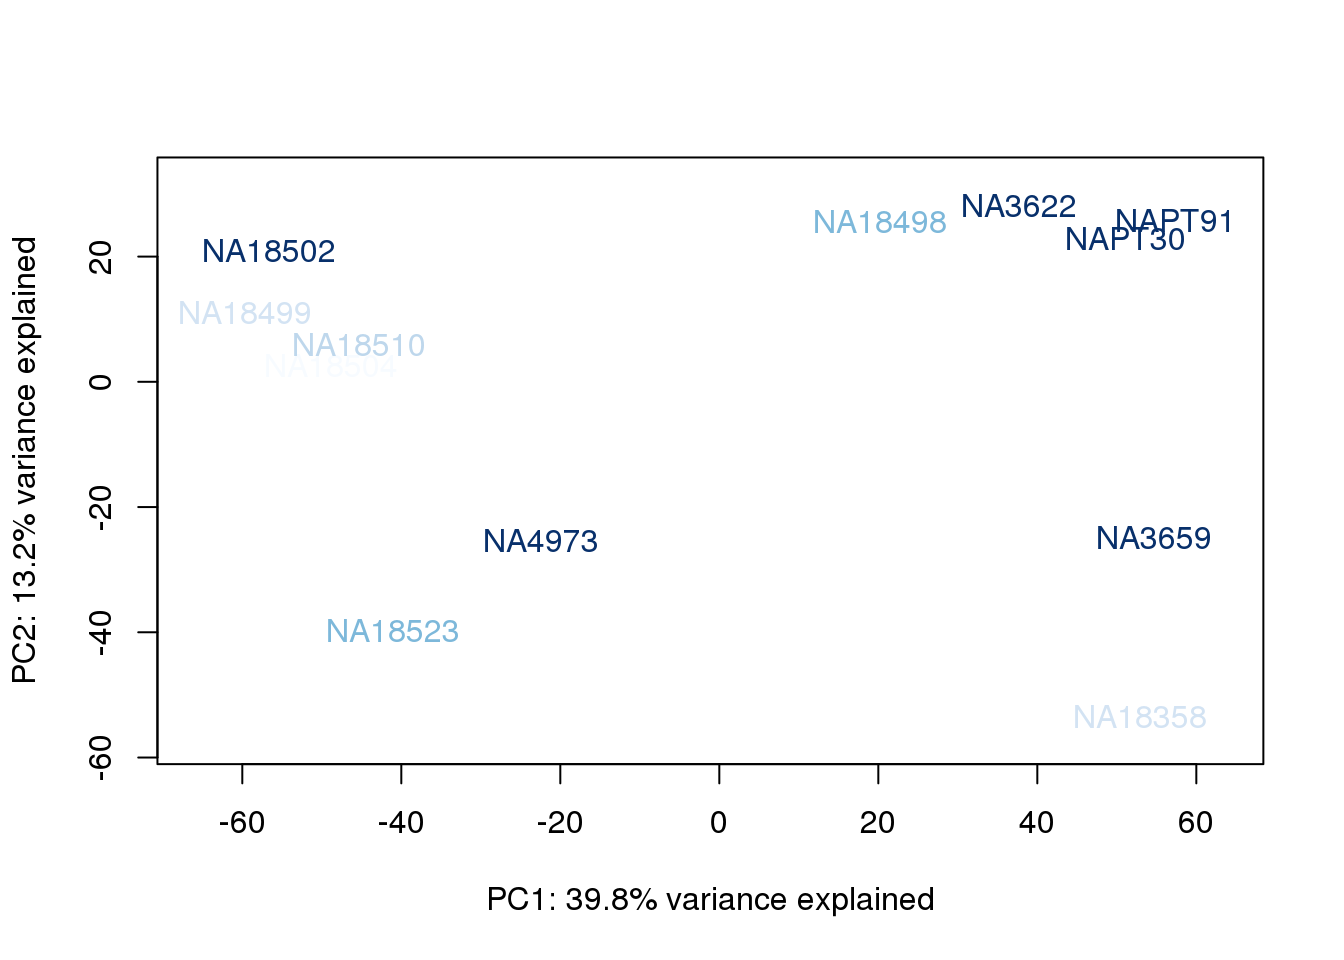 NA3622
NA18498
NAPT91
NAPT30
NA18502
NA18499
NA18510
NA18504
NA4973
NA3659
NA18523
NA18358
20
0
-20
-40
-60
PC2: 13.2% variance explained
-60 -40 -20 0 20 40 60
PC1: 39.8% variance explained